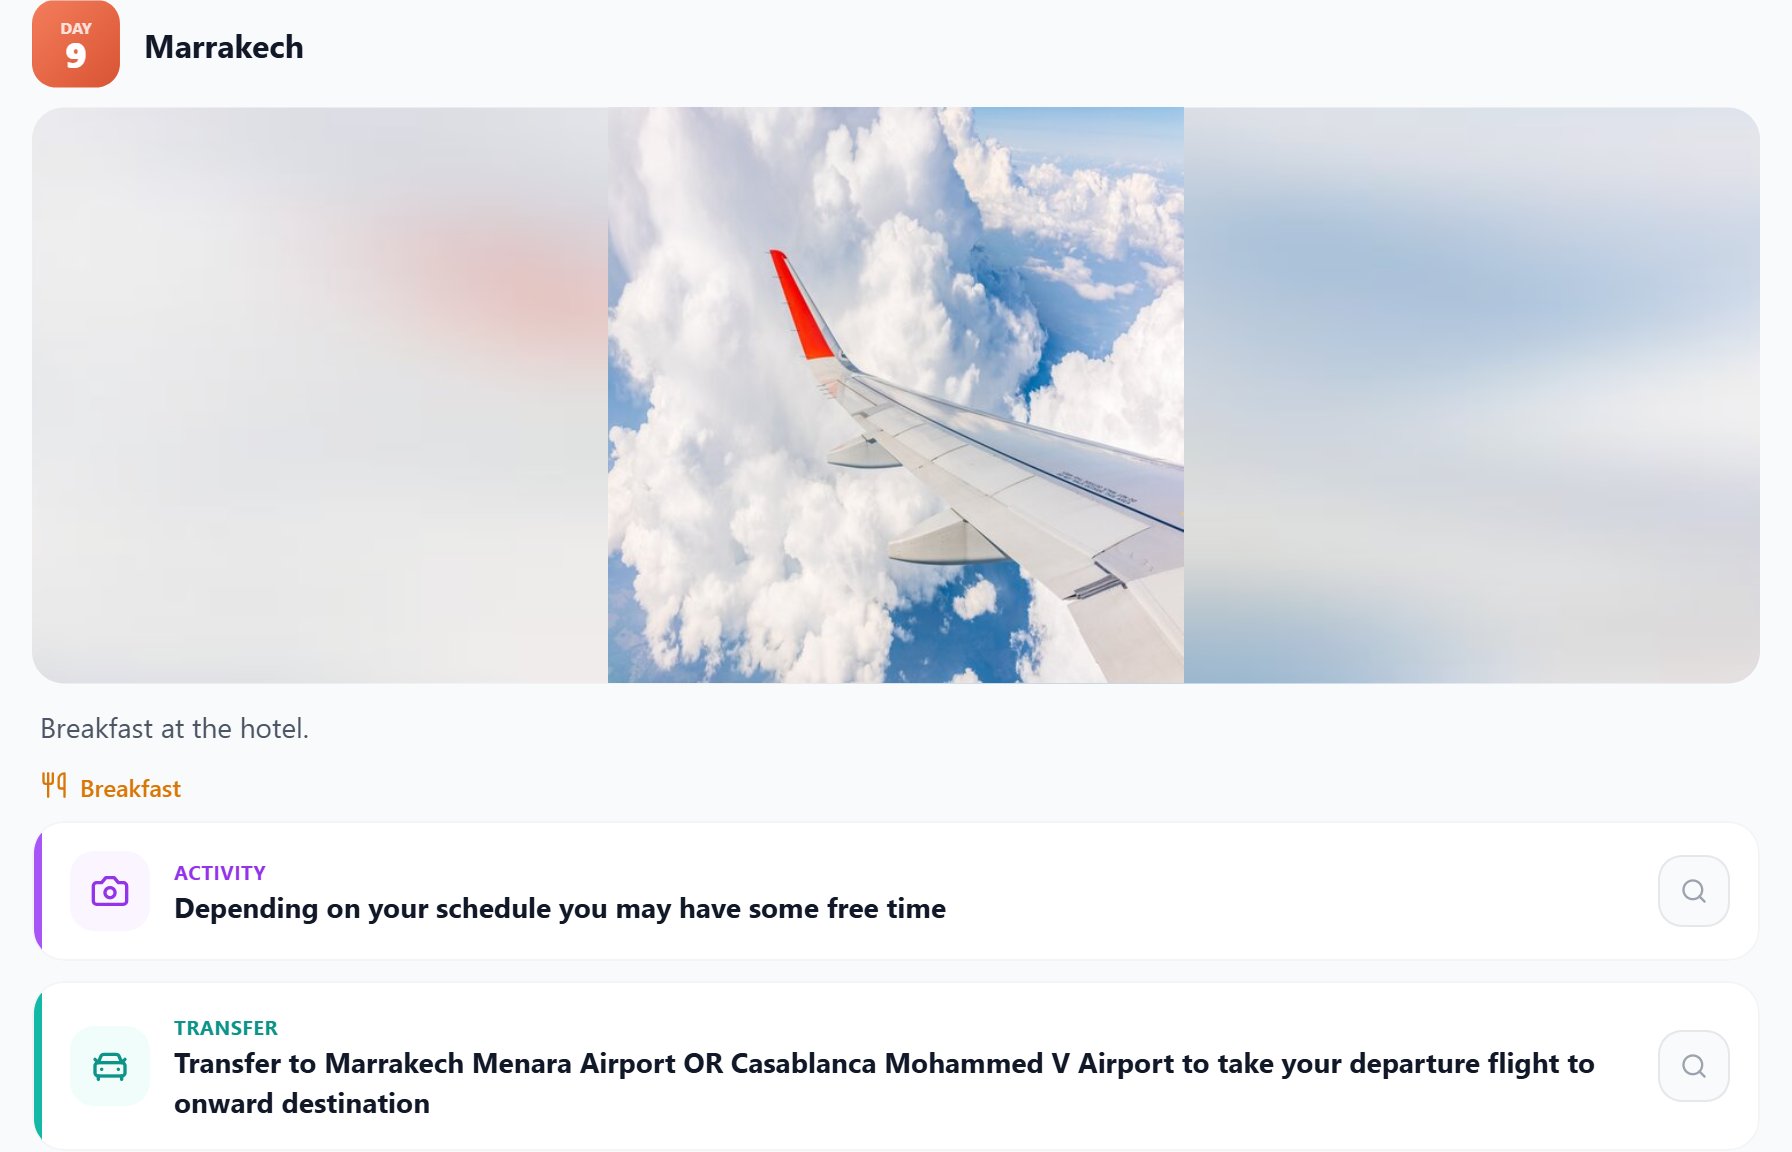 DAY
9
Marrakech
Breakfast at the hotel.
Breakfast
ACTIVITY
Depending on your schedule you may have some free time
TRANSFER
Transfer to Marrakech Menara Airport OR Casablanca Mohammed V Airport to take your departure flight to
onward destination